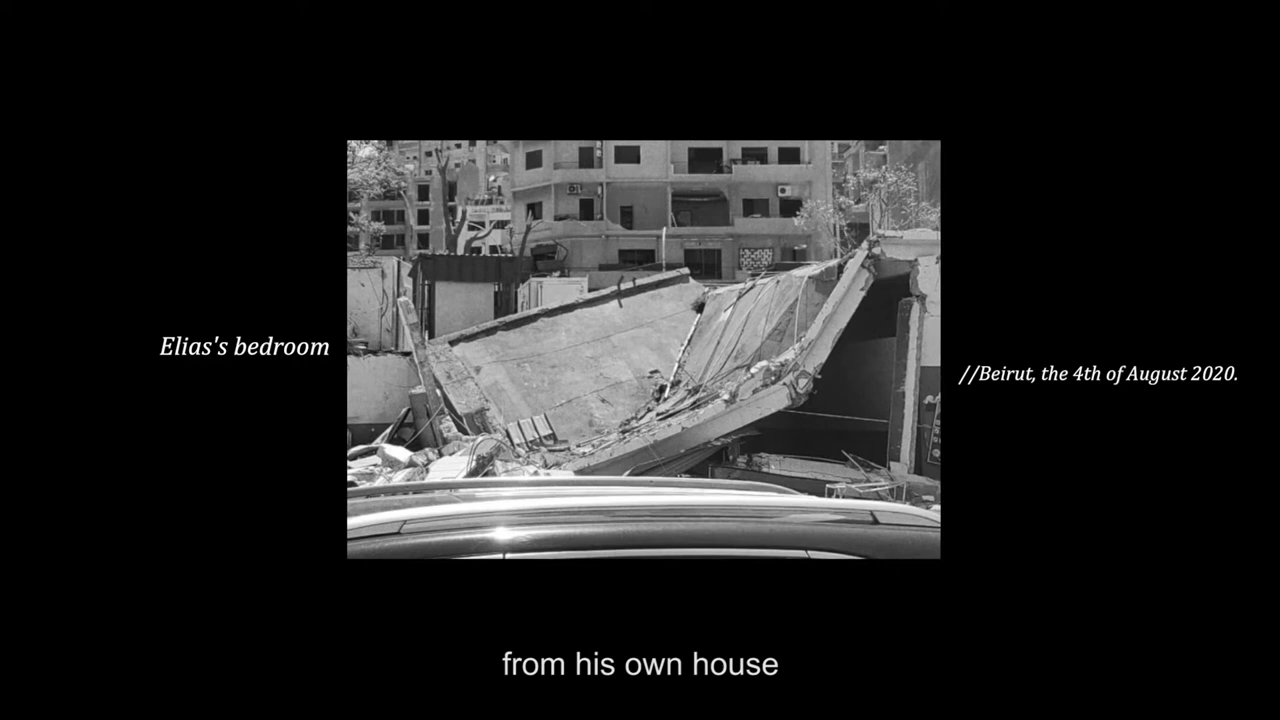 Elias's bedroom
//Beirut, the 4th of August 2020.
from his own house